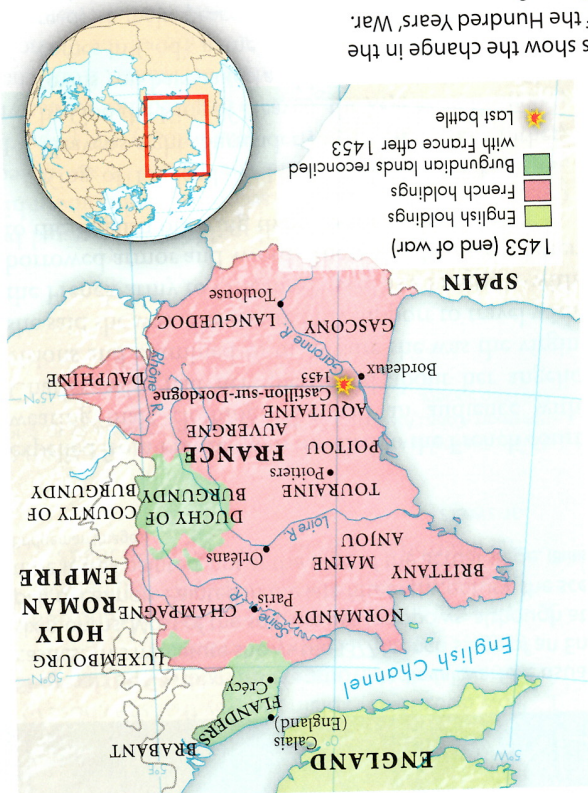 5°W
0°
5°E
ENGLAND
BRABANT
Calais
(England)
FLANDERS
Crécy
English Channel
50°N
LUXEMBOURG
NORMANDY
Seine R.
Paris
CHAMPAGNE
HOLY
ROMAN
EMPIRE
BRITTANY
MAINE
ANJOU
Orléans
Loire R.
DUCHY OF
BURGUNDY
COUNTY OF
BURGUNDY
TOURAINE
Poitiers
POITOU
FRANCE
AUVERGNE
AQUITAINE
Castillon-sur-Dordogne
1453
45°N
DAUPHINE
Bordeaux
Garonne R.
Rhône R.
GASCONY
LANGUEDOC
Toulouse
SPAIN
1453 (end of war)
English holdings
French holdings
Burgundian lands reconciled
with France after 1453
Last battle
s show the change in the
f the Hundred Years' War.